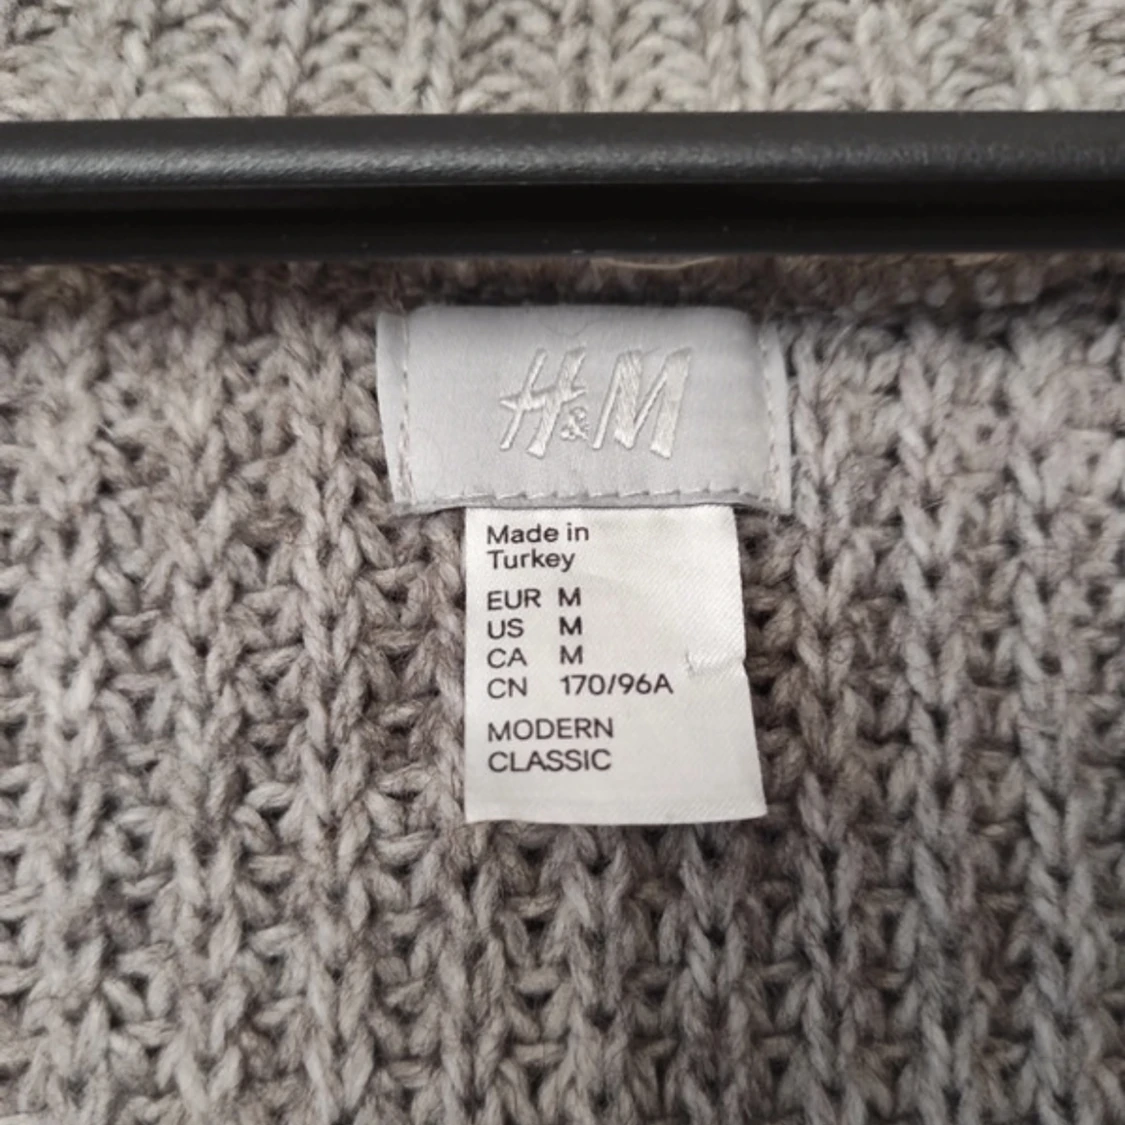 H&M
Made in
Turkey
EUR M
US M
CA M
CN 170/96A
MODERN
CLASSIC